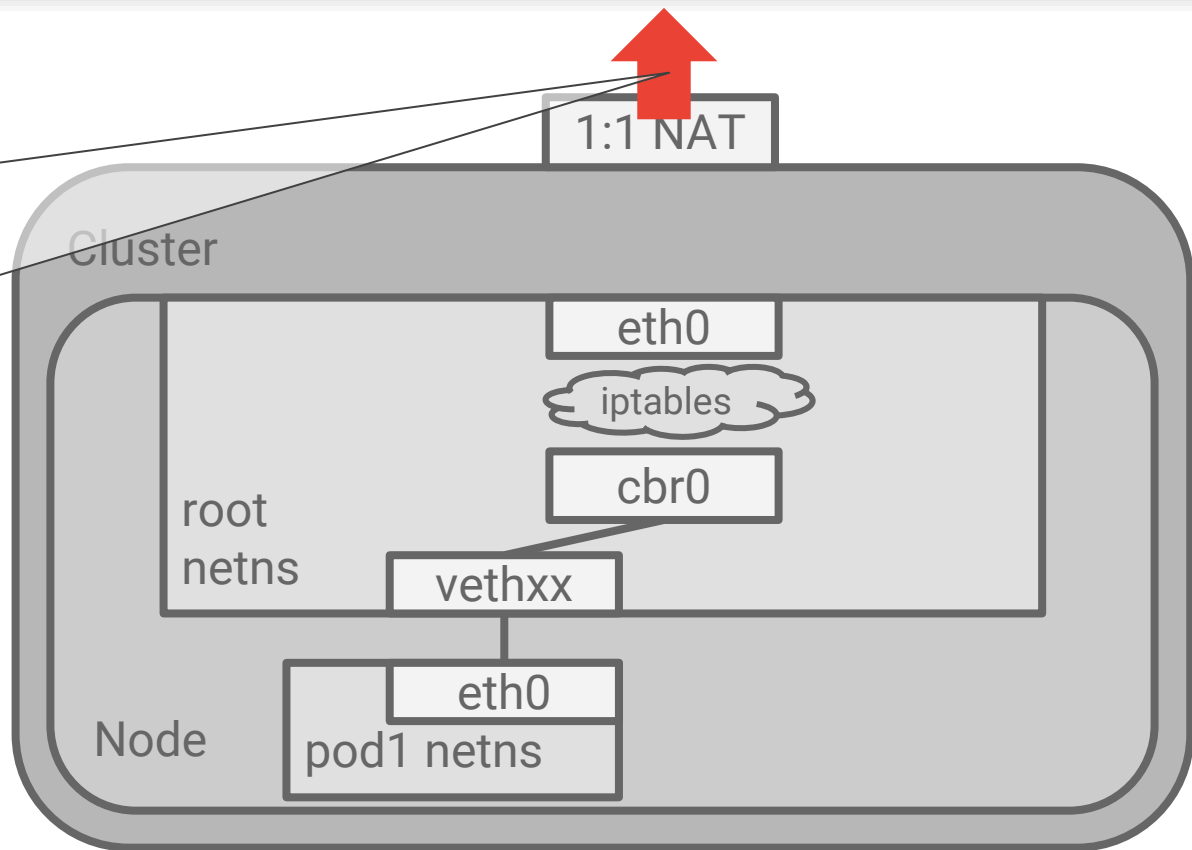 1:1 NAT
Cluster
eth0
iptables
cbr0
root
netns
vethxx
eth0
Node
pod1 netns